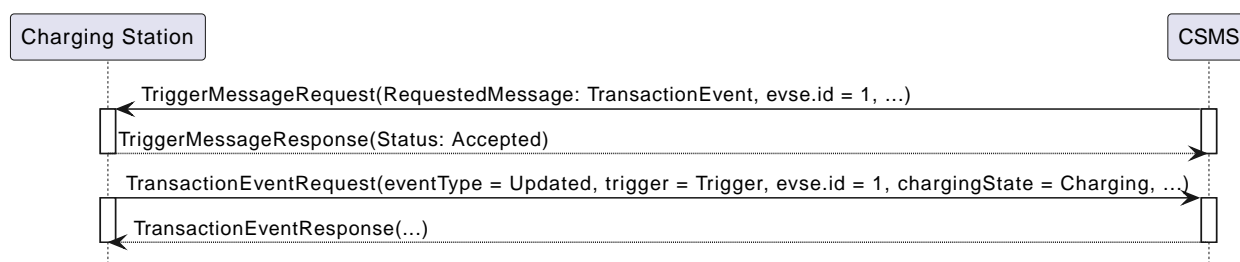 Charging Station
CSMS
TriggerMessageRequest(RequestedMessage: TransactionEvent, evse.id = 1, ...)
TriggerMessageResponse(Status: Accepted)
TransactionEventRequest(eventType = Updated, trigger = Trigger, evse.id = 1, chargingState = Charging, ...)
TransactionEventResponse(...)